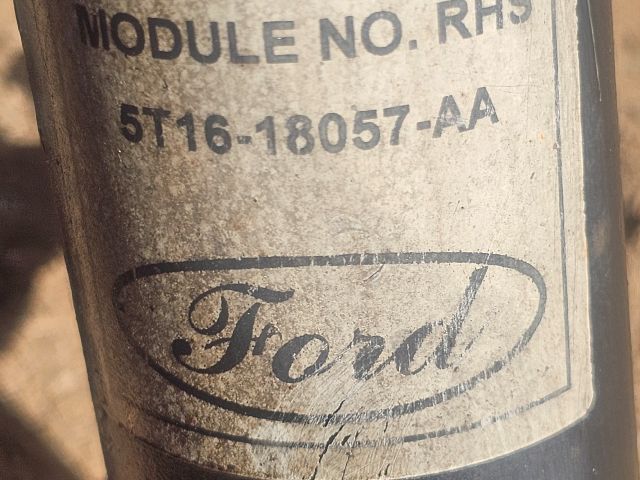 MODULE NO. RHS
5T16-18057-AA
Ford